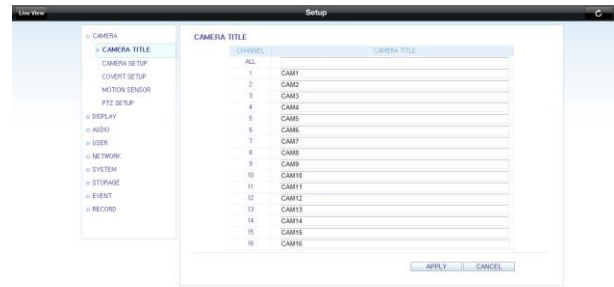 Live View
Setup
CAMERA
CAMERA TITLE
CAMERA SETUP
COVERT SETUP
MOTION SENSOR
PTZ SETUP
DISPLAY
AUDIO
USER
NETWORK
SYSTEM
STORAGE
EVENT
RECORD
CAMERA TITLE
CHANNEL CAMERA TITLE
ALL
1 CAM1
2 CAM2
3 CAM3
4 CAM4
5 CAM5
6 CAM6
7 CAM7
8 CAM8
9 CAM9
10 CAM10
11 CAM11
12 CAM12
13 CAM13
14 CAM14
15 CAM15
16 CAM16
APPLY CANCEL